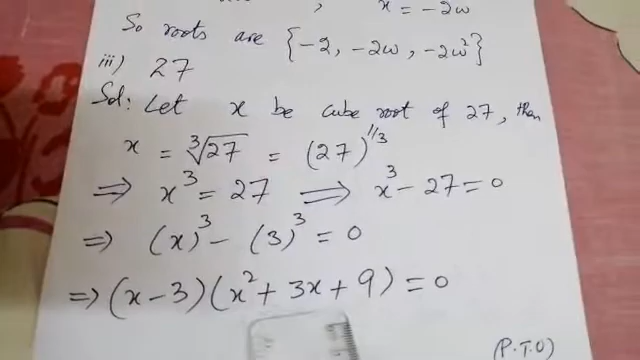 , x = -2ω
So roots are {-2, -2ω, -2ω²}
iii) 27
Sol: Let x be cube root of 27, then
x = ∛27 = (27)^1/3
⇒ x³ = 27 ⟹ x³ - 27 = 0
⇒ (x)³ - (3)³ = 0
⇒ (x-3)(x² + 3x + 9) = 0
(P.T.O)